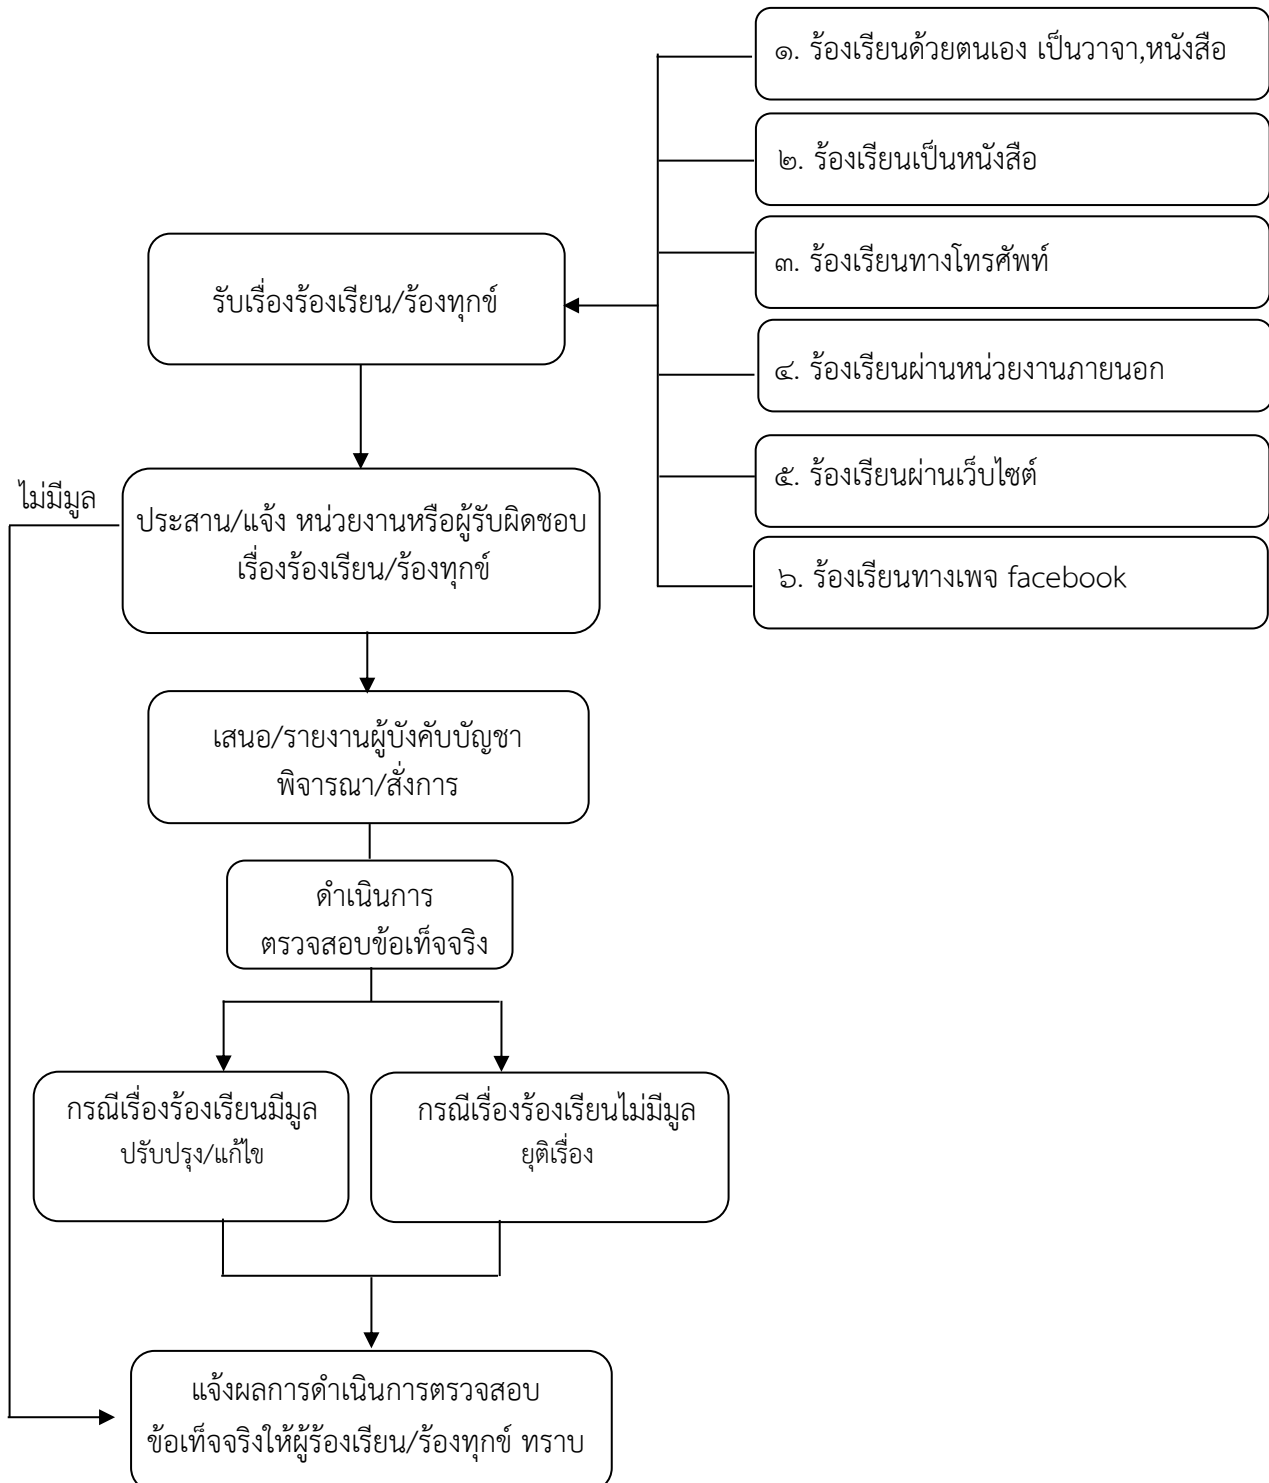 ๑. ร้องเรียนด้วยตนเอง เป็นวาจา,หนังสือ
๒. ร้องเรียนเป็นหนังสือ
๓. ร้องเรียนทางโทรศัพท์
๔. ร้องเรียนผ่านหน่วยงานภายนอก
๕. ร้องเรียนผ่านเว็บไซต์
๖. ร้องเรียนทางเพจ facebook
รับเรื่องร้องเรียน/ร้องทุกข์
ไม่มีมูล
ประสาน/แจ้ง หน่วยงานหรือผู้รับผิดชอบ
เรื่องร้องเรียน/ร้องทุกข์
เสนอ/รายงานผู้บังคับบัญชา
พิจารณา/สั่งการ
ดำเนินการ
ตรวจสอบข้อเท็จจริง
กรณีเรื่องร้องเรียนมีมูล
ปรับปรุง/แก้ไข
กรณีเรื่องร้องเรียนไม่มีมูล
ยุติเรื่อง
แจ้งผลการดำเนินการตรวจสอบ
ข้อเท็จจริงให้ผู้ร้องเรียน/ร้องทุกข์ ทราบ